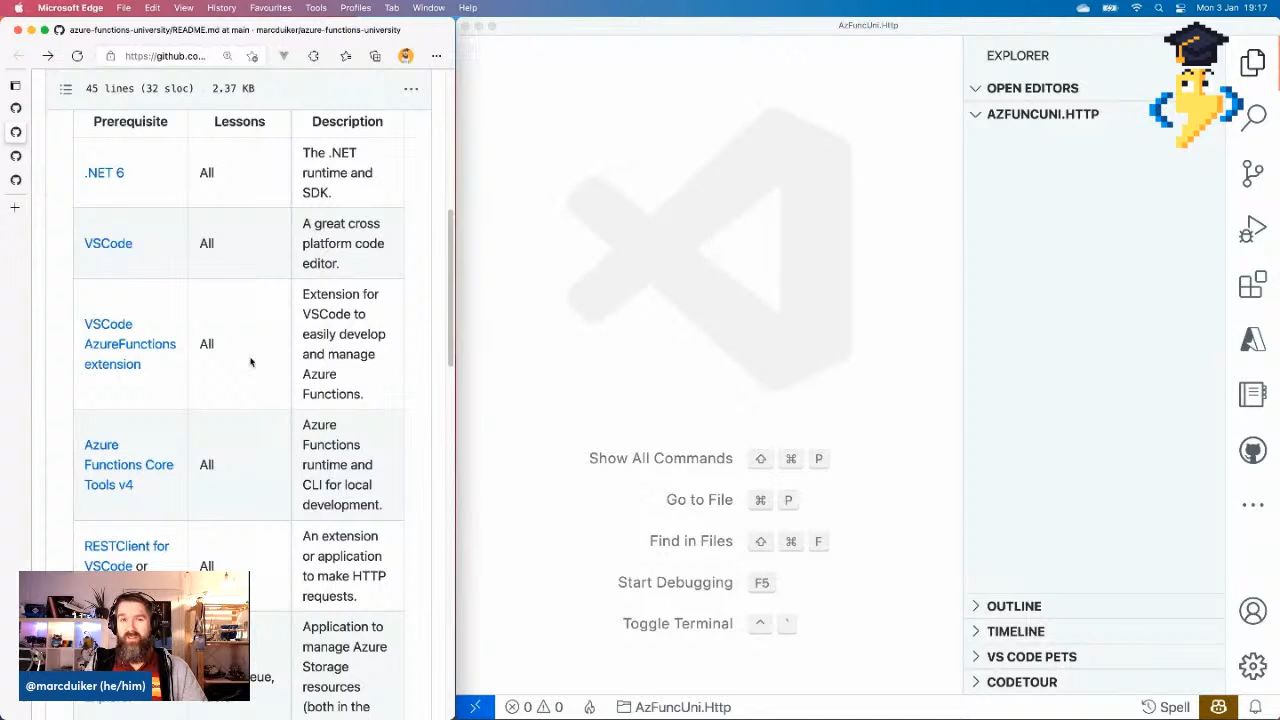 Edit View History Favourites Tools Profiles Tab Window Help
Mon 3 Jan 19:17
azure-functions-university/README.md at main · marcduiker/azure-functions-university
https://github.co...
45 lines (32 sloc) 2.37 KB
Prerequisite Lessons Description
.NET 6 All The .NET
runtime and
SDK.
VSCode All A great cross
platform code
editor.
VSCode
AzureFunctions
extension
All
Extension for
VSCode to
easily develop
and manage
Azure
Functions.
Azure
Functions Core
Tools v4
All
Azure
Functions
runtime and
CLI for local
development.
RESTClient for
VSCode or
All
An extension
or application
to make HTTP
requests.
Application to
manage Azure
Storage
resources
(both in the
@marcduiker (he/him)
AzFuncUni.Http
Show All Commands ⇧ ⌘ P
Go to File ⌘ P
Find in Files ⇧ ⌘ F
Start Debugging F5
Toggle Terminal ^ `
EXPLORER
OPEN EDITORS
AZFUNCUNI.HTTP
OUTLINE
TIMELINE
VS CODE PETS
CODETOUR
0 0 AzFuncUni.Http Spell